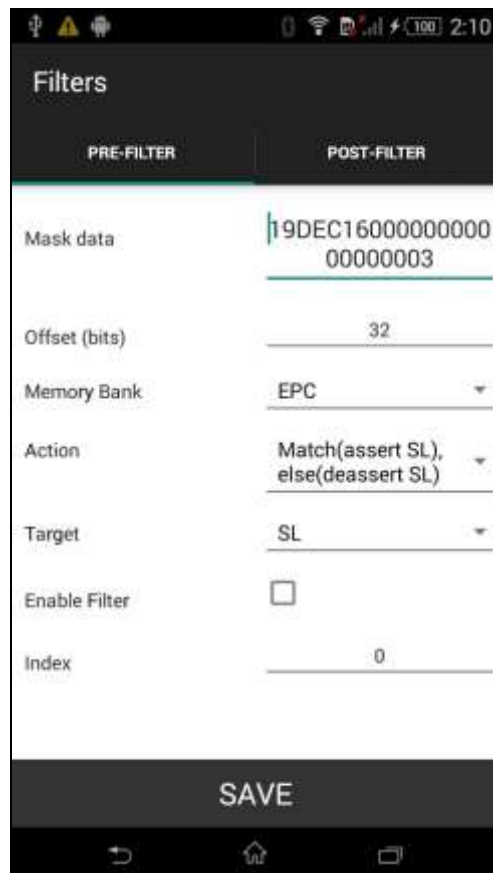 100 2:10
Filters
PRE-FILTER POST-FILTER
Mask data
19DEC16000000000
00000003
Offset (bits) 32
Memory Bank EPC
Action Match(assert SL),
else(deassert SL)
Target SL
Enable Filter
Index 0
SAVE